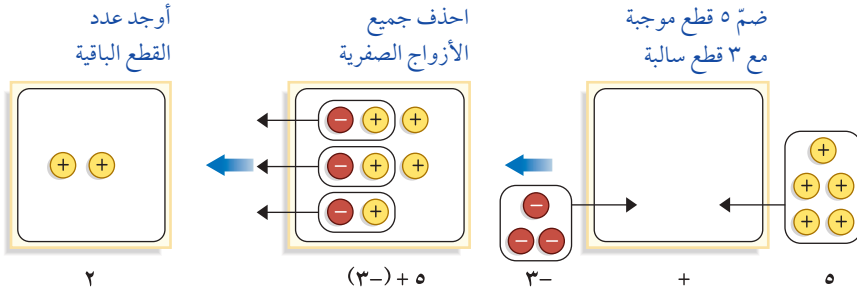 ضمّ ٥ قطع موجبة
مع ٣ قطع سالبة
احذف جميع
الأزواج الصفرية
أوجد عدد
القطع الباقية
+
+ +
+ +
−
− −
− + +
− + +
− +
+ +
٥ + –٣
٥ + (–٣)
٢